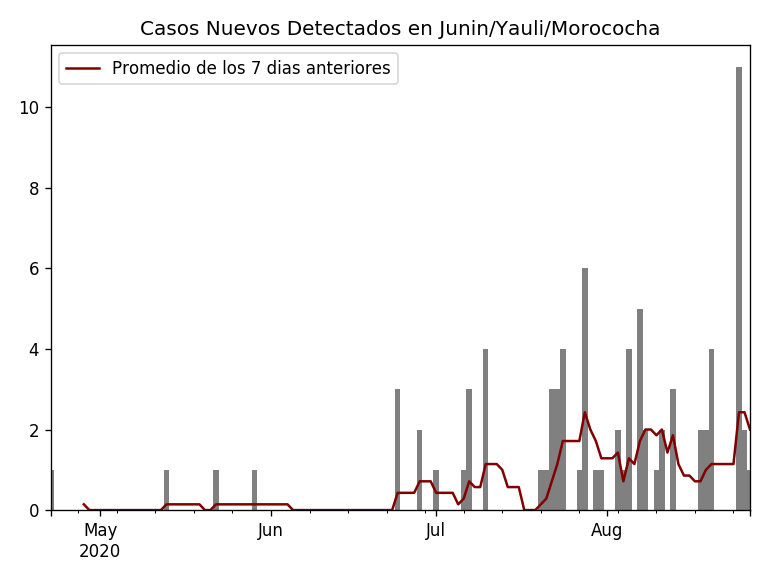 Casos Nuevos Detectados en Junin/Yauli/Morococha
Promedio de los 7 dias anteriores
10
8
6
4
2
0
May Jun Jul Aug
2020